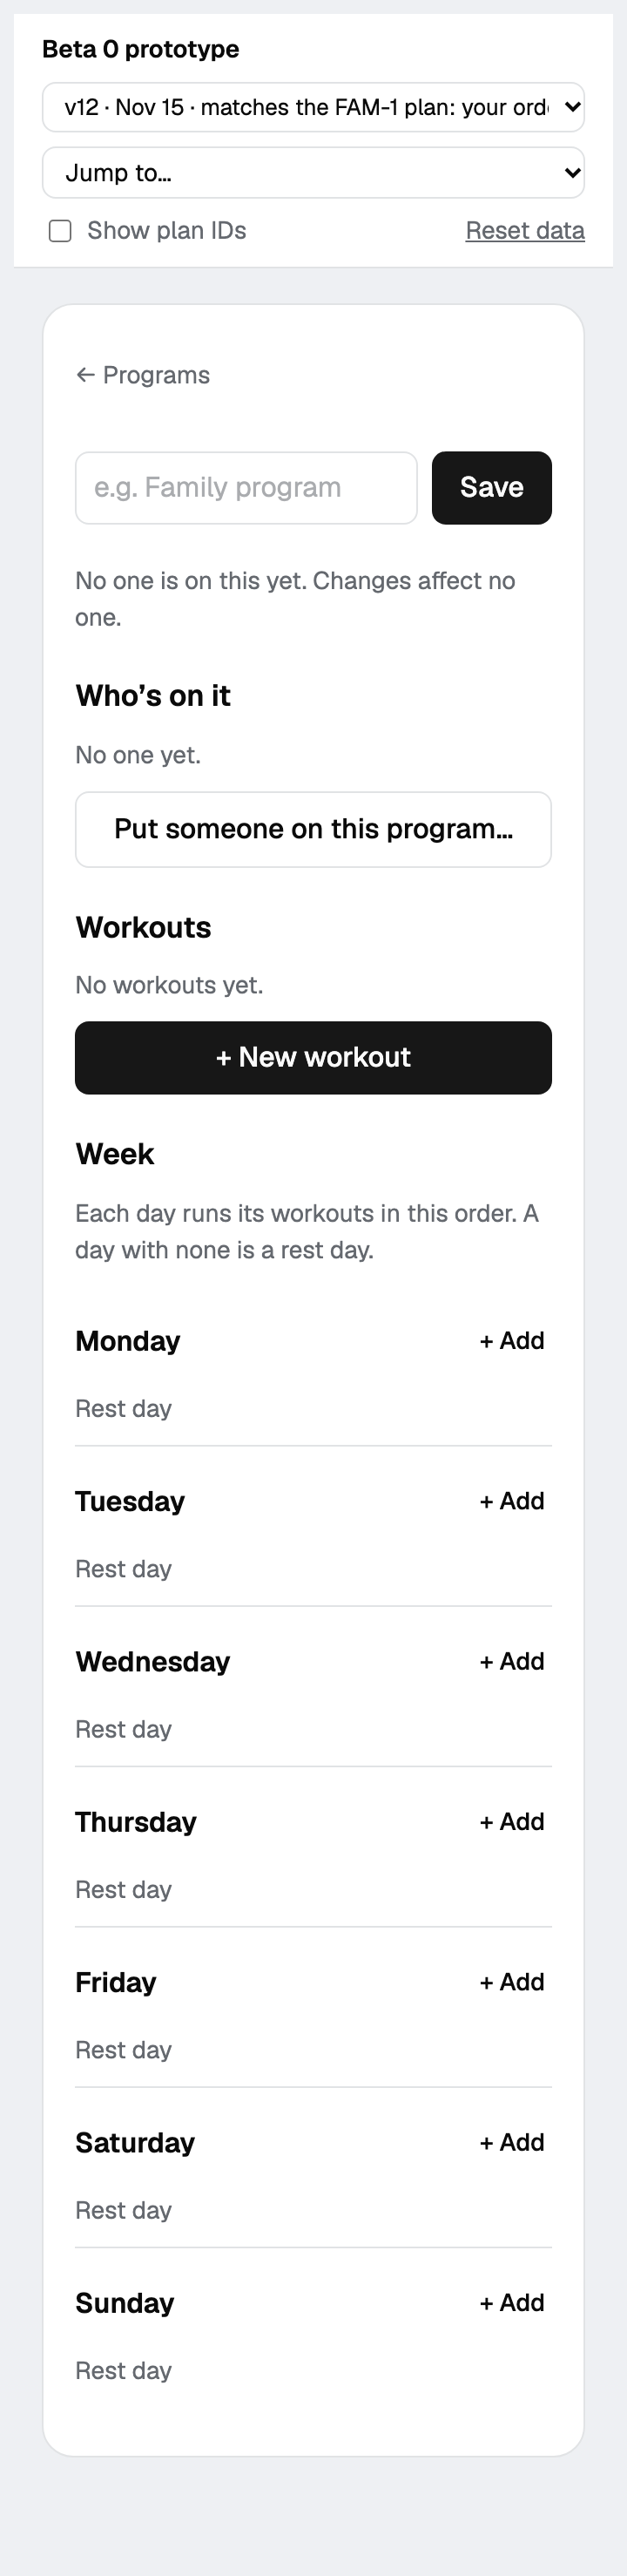 Beta 0 prototype
v12 · Nov 15 · matches the FAM-1 plan: your ord
Jump to...
Show plan IDs
Reset data
← Programs
e.g. Family program
Save
No one is on this yet. Changes affect no
one.
Who’s on it
No one yet.
Put someone on this program...
Workouts
No workouts yet.
+ New workout
Week
Each day runs its workouts in this order. A
day with none is a rest day.
Monday
+ Add
Rest day
Tuesday
+ Add
Rest day
Wednesday
+ Add
Rest day
Thursday
+ Add
Rest day
Friday
+ Add
Rest day
Saturday
+ Add
Rest day
Sunday
+ Add
Rest day